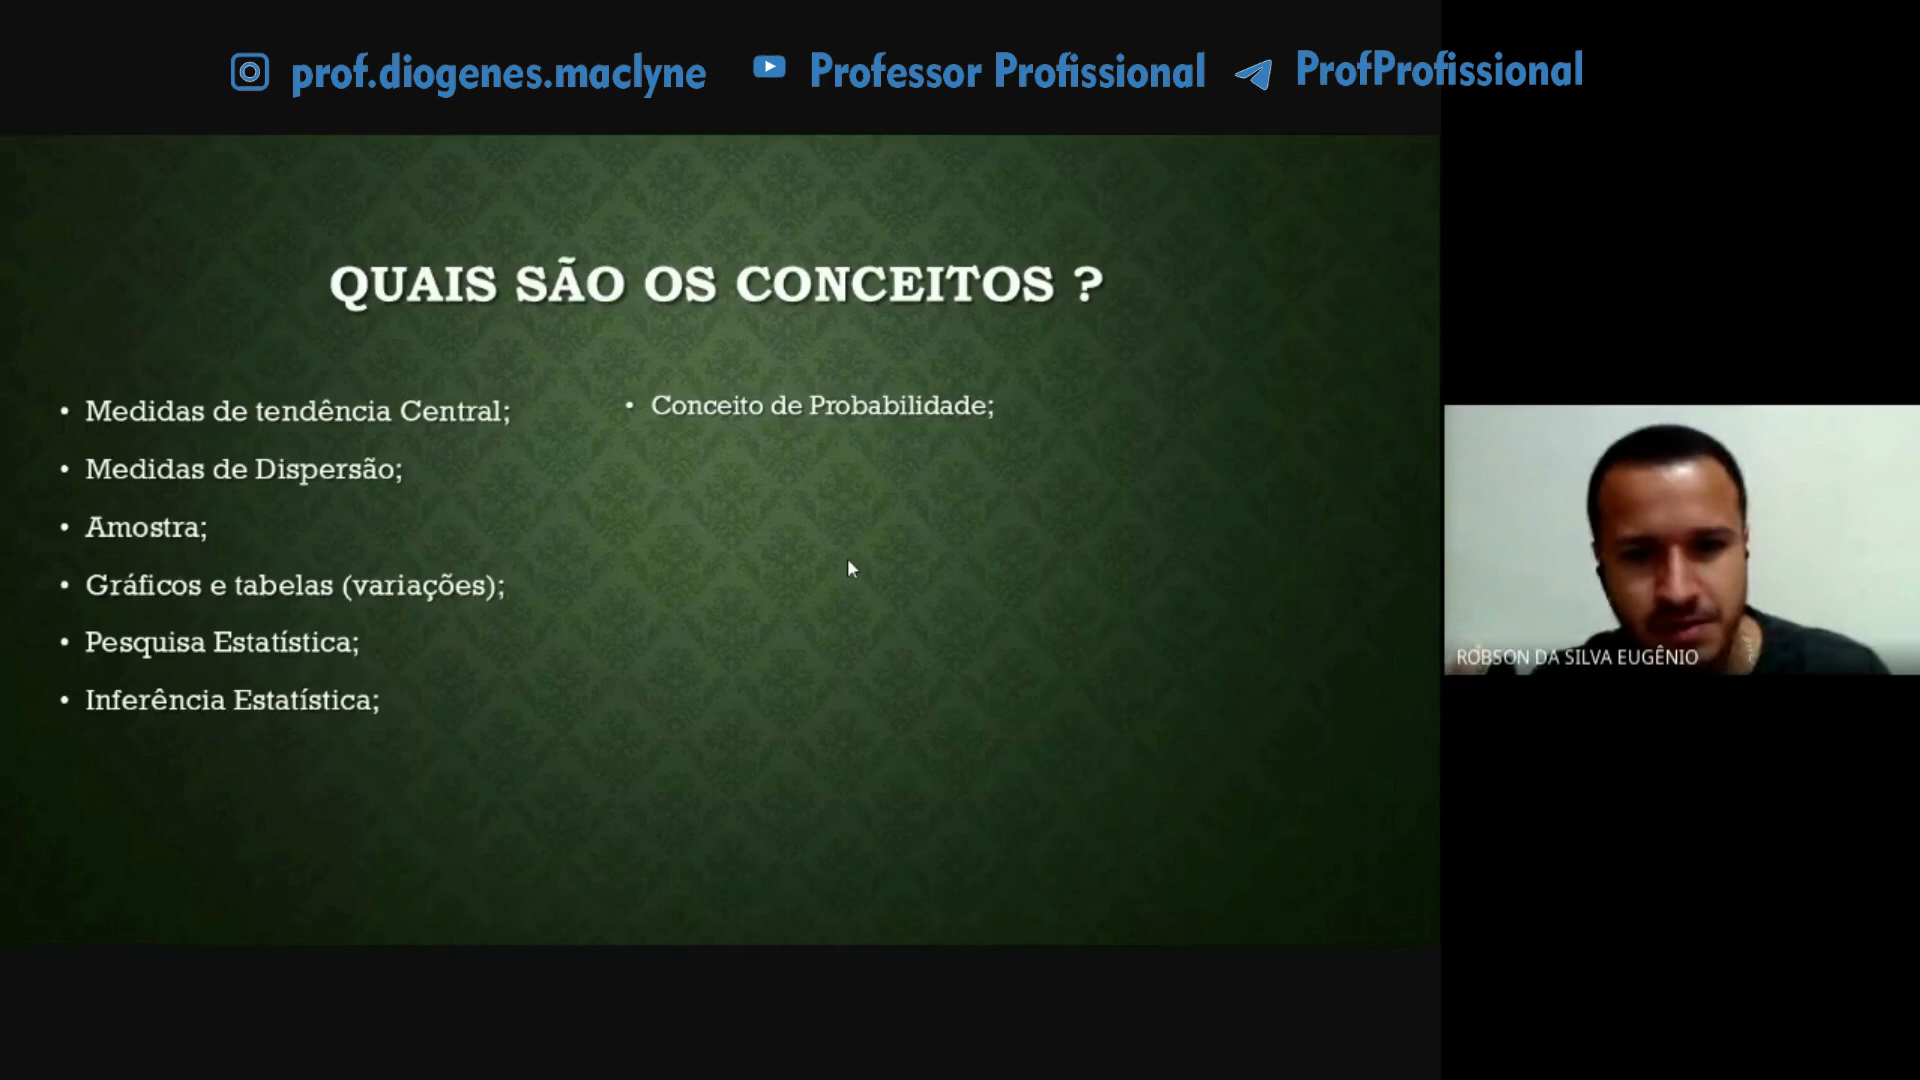 prof.diogenes.maclyne Professor Profissional ProfProfissional
QUAIS SÃO OS CONCEITOS ?
• Medidas de tendência Central;
• Medidas de Dispersão;
• Amostra;
• Gráficos e tabelas (variações);
• Pesquisa Estatística;
• Inferência Estatística;
• Conceito de Probabilidade;
ROBSON DA SILVA EUGÊNIO